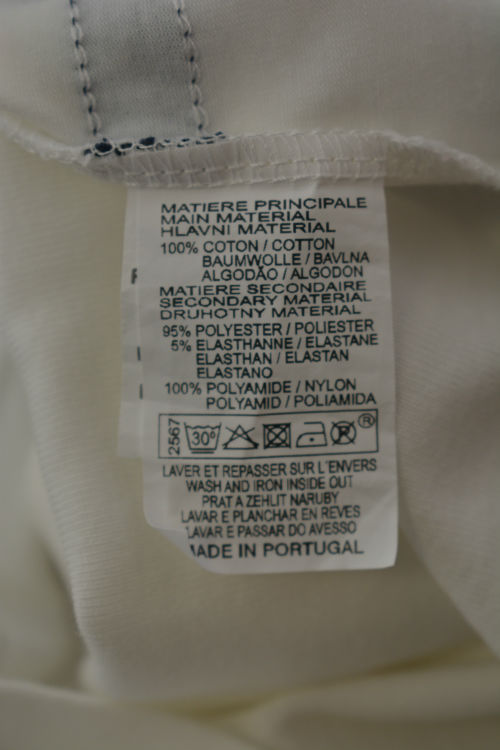 MATIERE PRINCIPALE
MAIN MATERIAL
HLAVNI MATERIAL
100% COTON / COTTON
BAUMWOLLE / BAVLNA
ALGODÃO / ALGODON
MATIERE SECONDAIRE
SECONDARY MATERIAL
DRUHOTNY MATERIAL
95% POLYESTER / POLIESTER
5% ELASTHANNE / ELASTANE
ELASTHAN / ELASTAN
ELASTANO
100% POLYAMIDE / NYLON
POLYAMID / POLIAMIDA
2567 30° ®
LAVER ET REPASSER SUR L'ENVERS
WASH AND IRON INSIDE OUT
PRAT A ZEHLIT NARUBY
LAVAR E PLANCHAR EN REVES
LAVAR E PASSAR DO AVESSO
MADE IN PORTUGAL